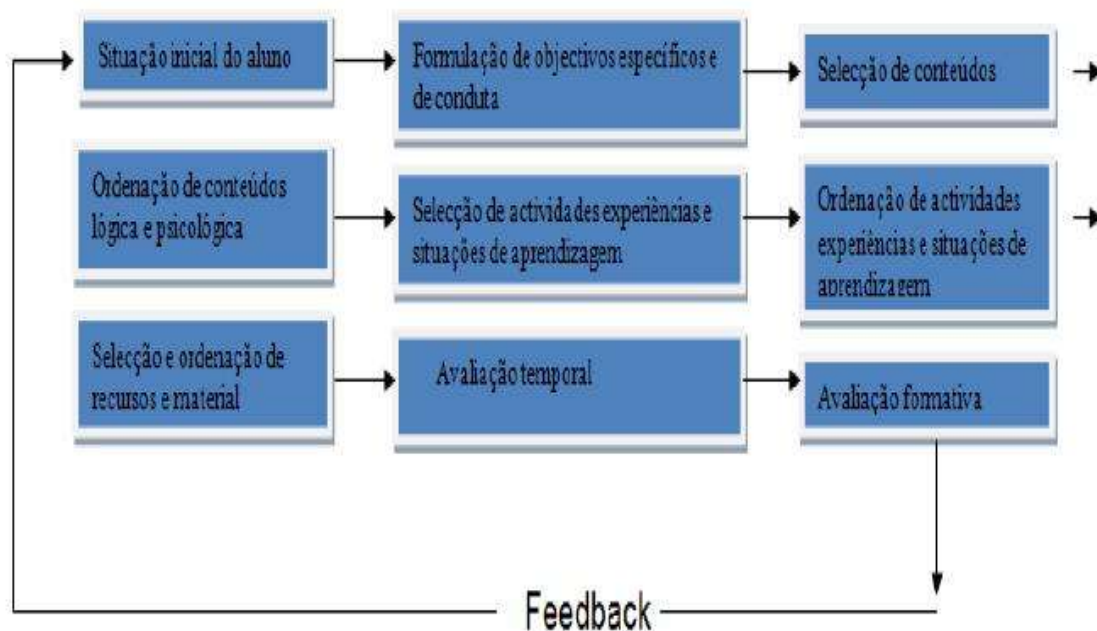 Situação inicial do aluno
Formulação de objectivos específicos e
de conduta
Selecção de conteúdos
Ordenação de conteúdos
lógica e psicológica
Selecção de actividades experiências e
situações de aprendizagem
Ordenação de actividades
experiências e situações de
aprendizagem
Selecção e ordenação de
recursos e material
Avaliação temporal
Avaliação formativa
Feedback